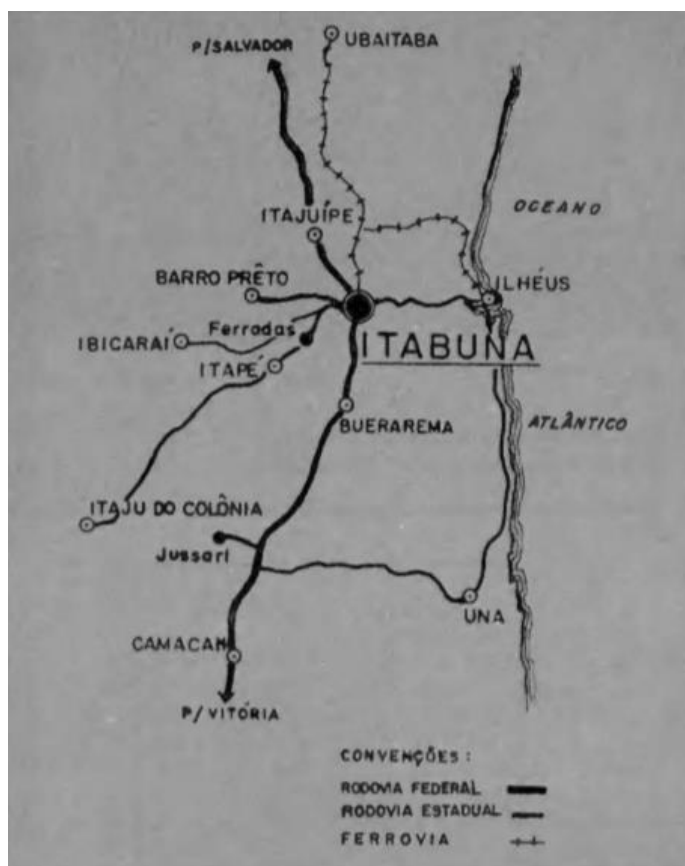 UBAITABA
P/SALVADOR
ITAJUÍPE
OCEANO
BARRO PRÊTO
ILHÉUS
Ferradas
IBICARAÍ
ITABUNA
ITAPÉ
BUERAREMA
ATLÂNTICO
ITAJU DO COLÔNIA
Jussarí
UNA
CAMACAN
P/VITÓRIA
CONVENÇÕES:
RODOVIA FEDERAL
RODOVIA ESTADUAL
FERROVIA